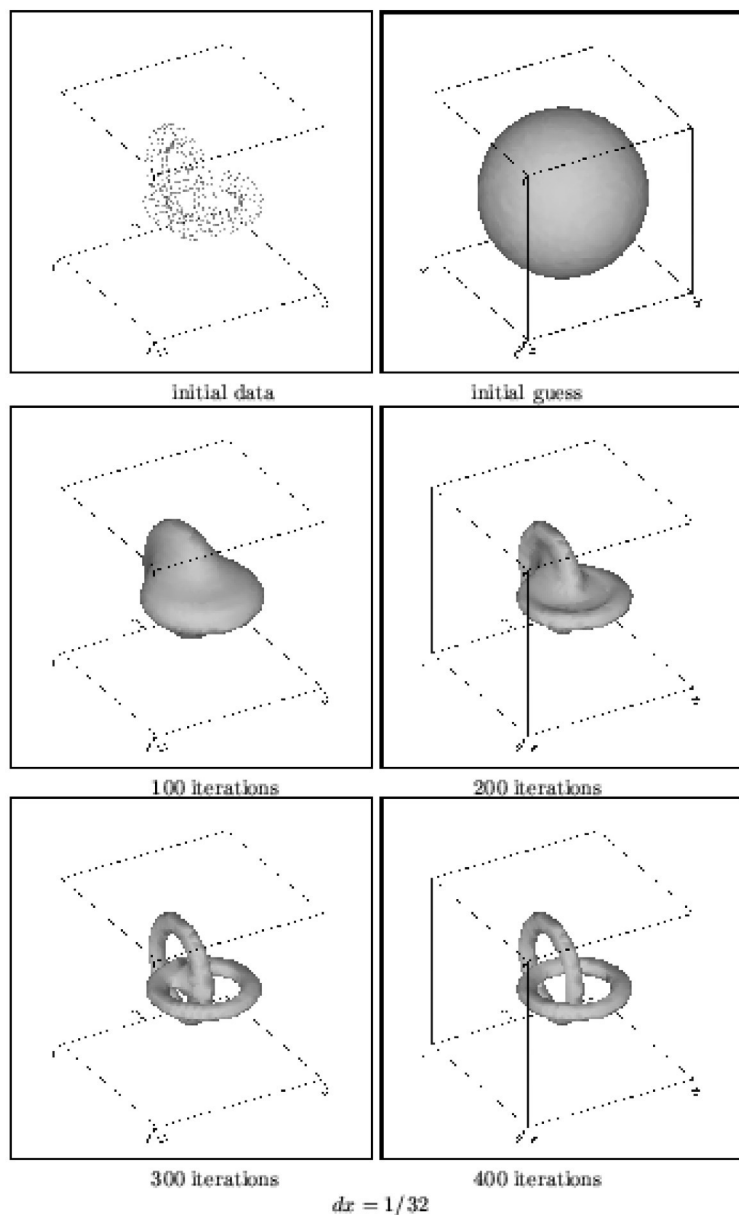 initial data
initial guess
100 iterations
200 iterations
300 iterations
400 iterations
dx = 1/32